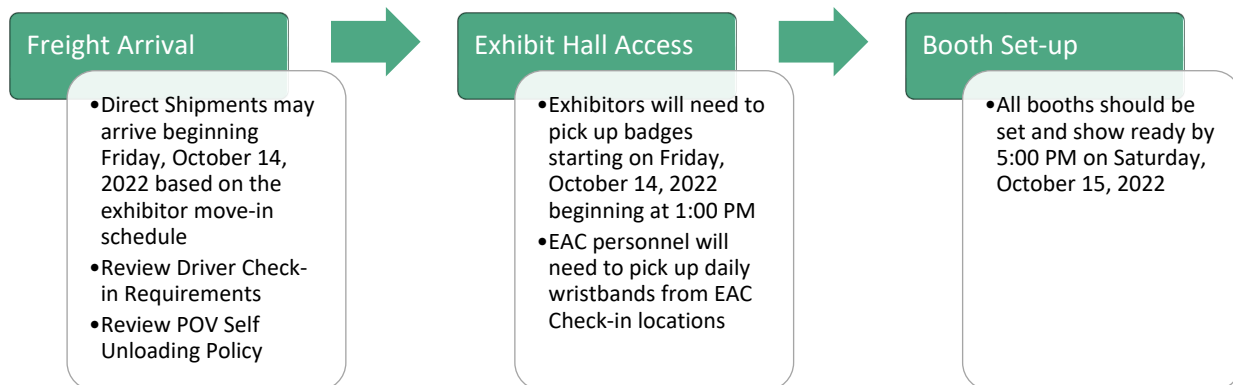 Freight Arrival
•Direct Shipments may
arrive beginning
Friday, October 14,
2022 based on the
exhibitor move-in
schedule
•Review Driver Check-
in Requirements
•Review POV Self
Unloading Policy
Exhibit Hall Access
•Exhibitors will need to
pick up badges
starting on Friday,
October 14, 2022
beginning at 1:00 PM
•EAC personnel will
need to pick up daily
wristbands from EAC
Check-in locations
Booth Set-up
•All booths should be
set and show ready by
5:00 PM on Saturday,
October 15, 2022